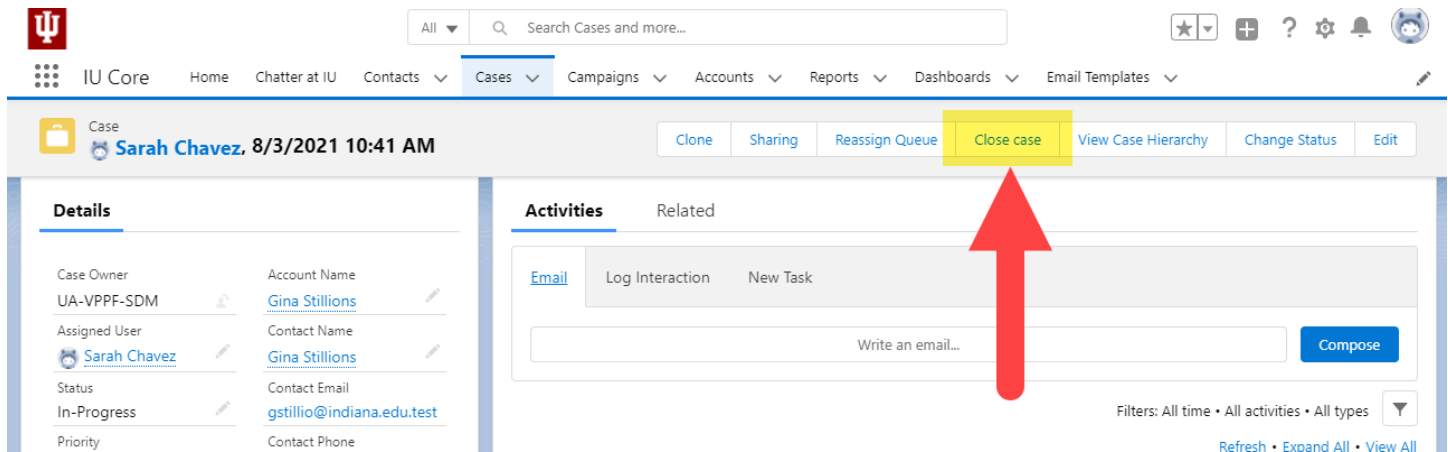 All
Search Cases and more...
IU Core Home Chatter at IU Contacts Cases Campaigns Accounts Reports Dashboards Email Templates
Case
Sarah Chavez, 8/3/2021 10:41 AM
Clone Sharing Reassign Queue Close case View Case Hierarchy Change Status Edit
Details
Case Owner Account Name
UA-VPPF-SDM Gina Stillions
Assigned User Contact Name
Sarah Chavez Gina Stillions
Status Contact Email
In-Progress gstillio@indiana.edu.test
Priority Contact Phone
Activities Related
Email Log Interaction New Task
Write an email... Compose
Filters: All time • All activities • All types
Refresh • Expand All • View All